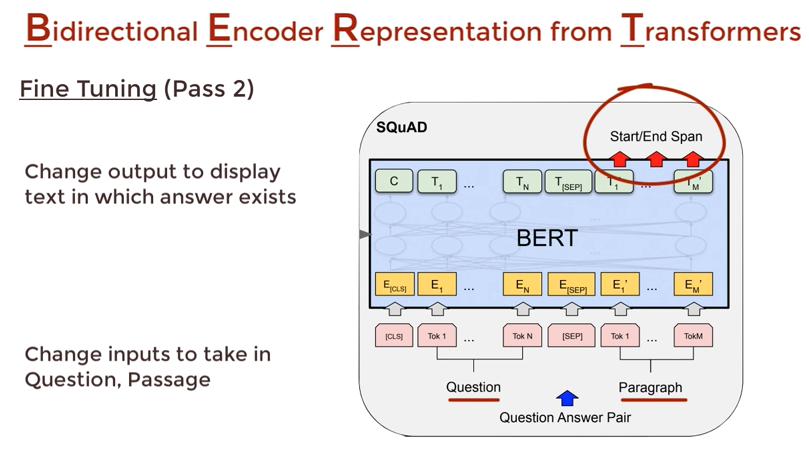 Bidirectional Encoder Representation from Transformers
Fine Tuning (Pass 2)
Change output to display
text in which answer exists
Change inputs to take in
Question, Passage
SQuAD
Start/End Span
C T1 ... TN T[SEP] T1' ... TM'
BERT
E[CLS] E1 ... EN E[SEP] E1' ... EM'
[CLS] Tok 1 ... Tok N [SEP] Tok 1 ... TokM
Question Paragraph
Question Answer Pair